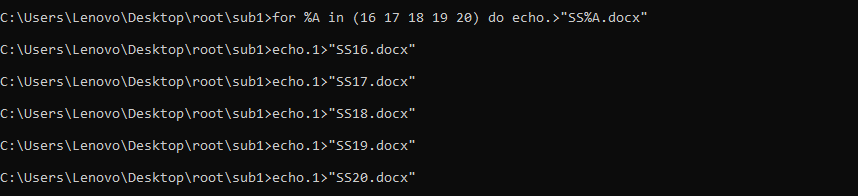 C:\Users\Lenovo\Desktop\root\sub1>for %A in (16 17 18 19 20) do echo.>"SS%A.docx"
C:\Users\Lenovo\Desktop\root\sub1>echo.1>"SS16.docx"
C:\Users\Lenovo\Desktop\root\sub1>echo.1>"SS17.docx"
C:\Users\Lenovo\Desktop\root\sub1>echo.1>"SS18.docx"
C:\Users\Lenovo\Desktop\root\sub1>echo.1>"SS19.docx"
C:\Users\Lenovo\Desktop\root\sub1>echo.1>"SS20.docx"